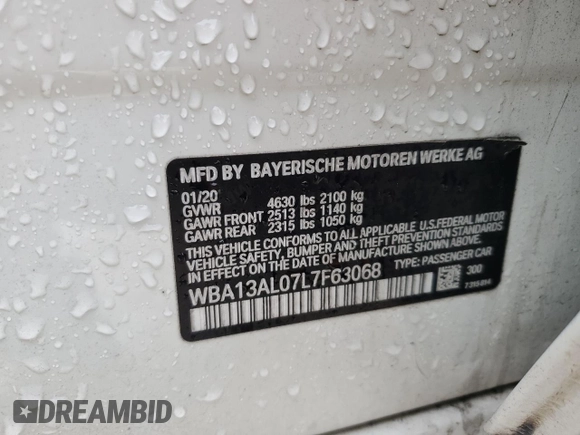 MFD BY BAYERISCHE MOTOREN WERKE AG
01/20
GVWR 4630 lbs 2100 kg
GAWR FRONT 2513 lbs 1140 kg
GAWR REAR 2315 lbs 1050 kg
THIS VEHICLE CONFORMS TO ALL APPLICABLE U.S.FEDERAL MOTOR
VEHICLE SAFETY, BUMPER, AND THEFT PREVENTION STANDARDS
IN EFFECT ON THE DATE OF MANUFACTURE SHOWN ABOVE.
WBA13AL07L7F63068 TYPE: PASSENGER CAR
300
DREAMBID